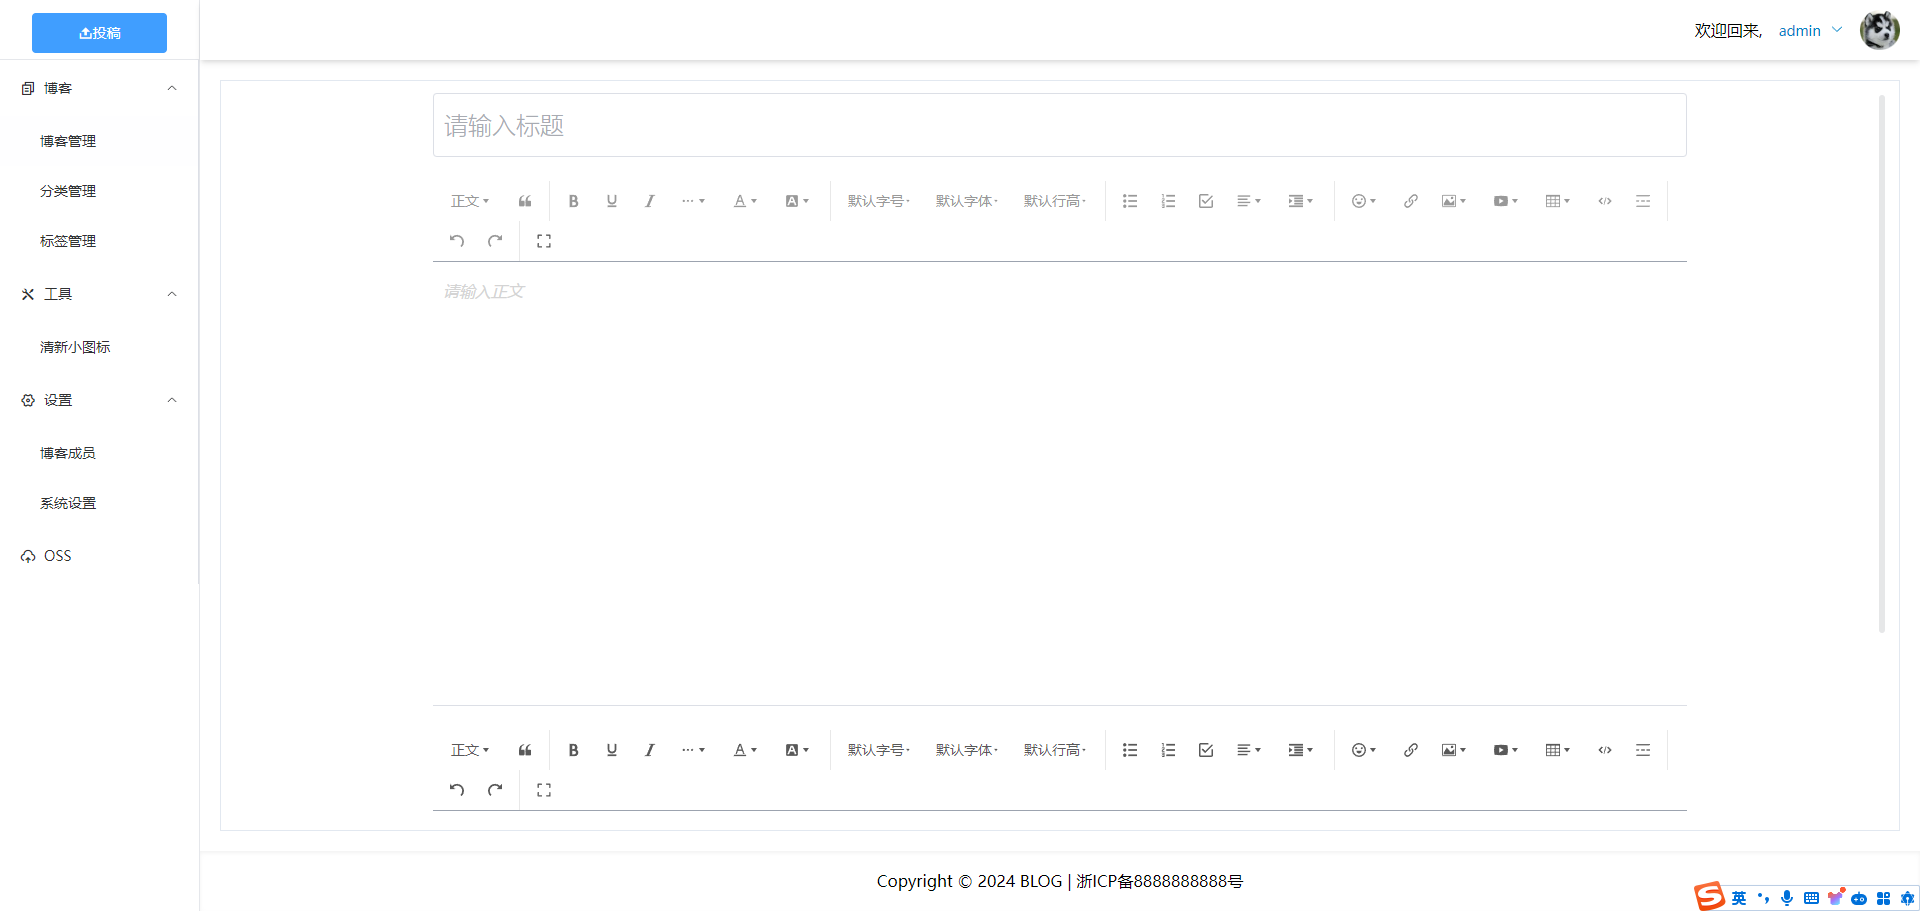 投稿
欢迎回来, admin
博客
博客管理
分类管理
标签管理
工具
清新小图标
设置
博客成员
系统设置
OSS
请输入标题
正文 B U I ··· A A 默认字号 默认字体 默认行高
请输入正文
正文 B U I ··· A A 默认字号 默认字体 默认行高
Copyright © 2024 BLOG | 浙ICP备8888888888号
S 英